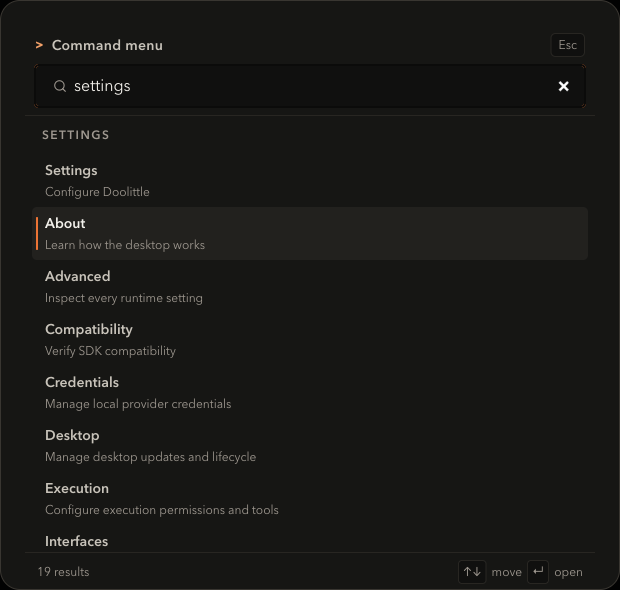 > Command menu Esc
settings
SETTINGS
Settings
Configure Doolittle
About
Learn how the desktop works
Advanced
Inspect every runtime setting
Compatibility
Verify SDK compatibility
Credentials
Manage local provider credentials
Desktop
Manage desktop updates and lifecycle
Execution
Configure execution permissions and tools
Interfaces
19 results ↑↓ move ↵ open